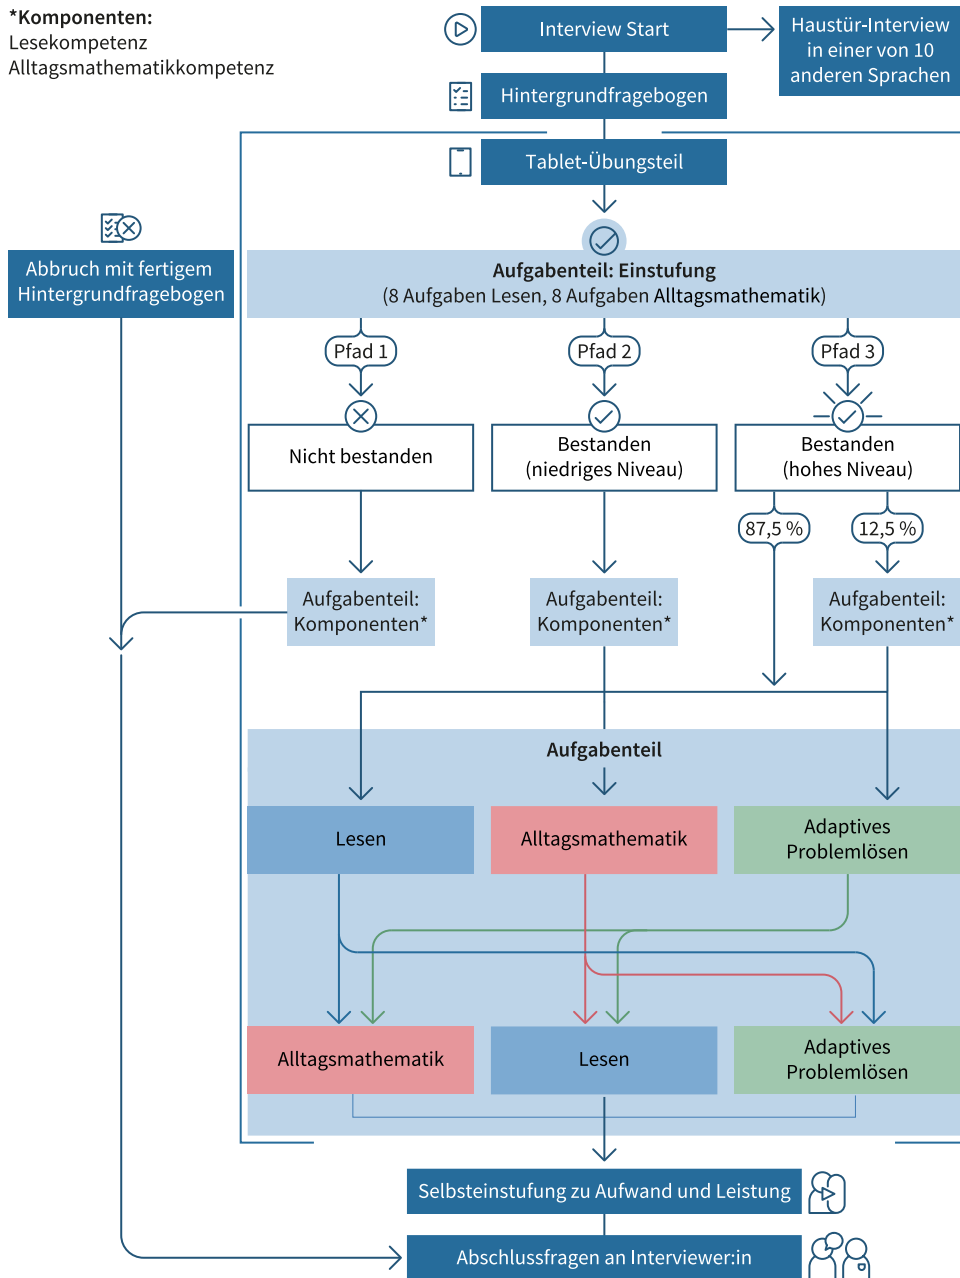 *Komponenten:
Lesekompetenz
Alltagsmathematikkompetenz
Interview Start
Haustür-Interview
in einer von 10
anderen Sprachen
Hintergrundfragebogen
Tablet-Übungsteil
Abbruch mit fertigem
Hintergrundfragebogen
Aufgabenteil: Einstufung
(8 Aufgaben Lesen, 8 Aufgaben Alltagsmathematik)
Pfad 1
Pfad 2
Pfad 3
Nicht bestanden
Bestanden
(niedriges Niveau)
Bestanden
(hohes Niveau)
87,5 %
12,5 %
Aufgabenteil:
Komponenten*
Aufgabenteil:
Komponenten*
Aufgabenteil:
Komponenten*
Aufgabenteil
Lesen
Alltagsmathematik
Adaptives
Problemlösen
Alltagsmathematik
Lesen
Adaptives
Problemlösen
Selbsteinstufung zu Aufwand und Leistung
Abschlussfragen an Interviewer:in